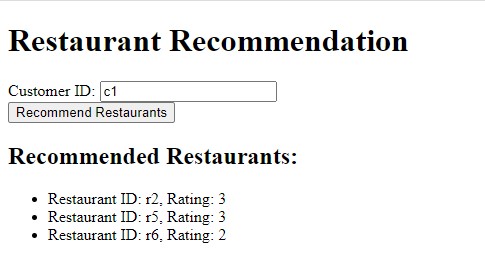 Restaurant Recommendation
Customer ID: c1
Recommend Restaurants
Recommended Restaurants:
• Restaurant ID: r2, Rating: 3
• Restaurant ID: r5, Rating: 3
• Restaurant ID: r6, Rating: 2